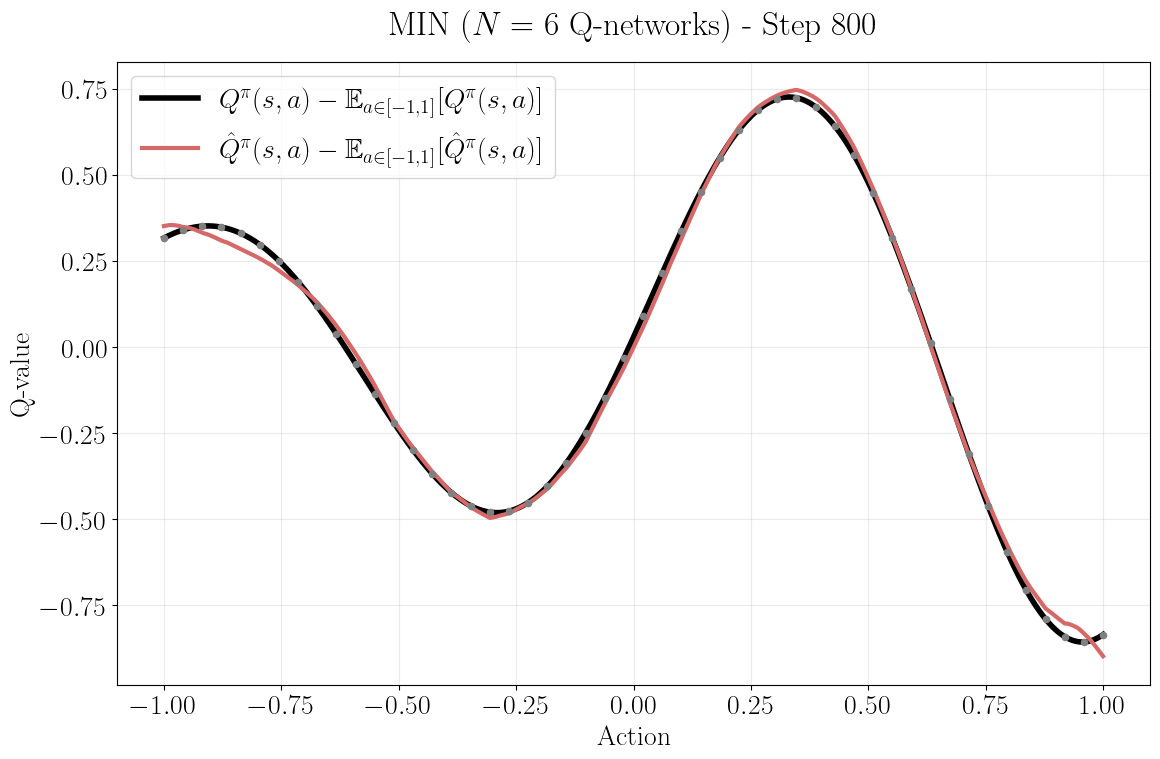 MIN (N = 6 Q-networks) - Step 800
Q^π(s, a) − 𝔼_{a∈[−1,1]}[Q^π(s, a)]
Q̂^π(s, a) − 𝔼_{a∈[−1,1]}[Q̂^π(s, a)]
0.75
0.50
0.25
0.00
−0.25
−0.50
−0.75
Q-value
−1.00 −0.75 −0.50 −0.25 0.00 0.25 0.50 0.75 1.00
Action